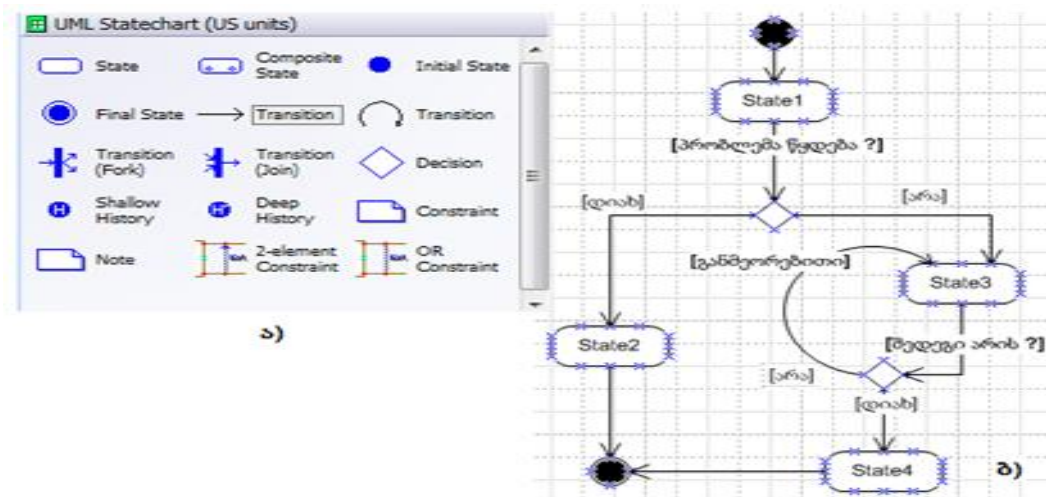 UML Statechart (US units)
State
Composite
State
Initial State
Final State
Transition
Transition
Transition
(Fork)
Transition
(Join)
Decision
Shallow
History
Deep
History
Constraint
Note
2-element
Constraint
OR
Constraint
ა)
State1
[პრობლემა წყდება ?]
[დიახ]
[არა]
[განმეორებითი]
State3
State2
[შედეგი არის ?]
[არა]
[დიახ]
State4
ბ)